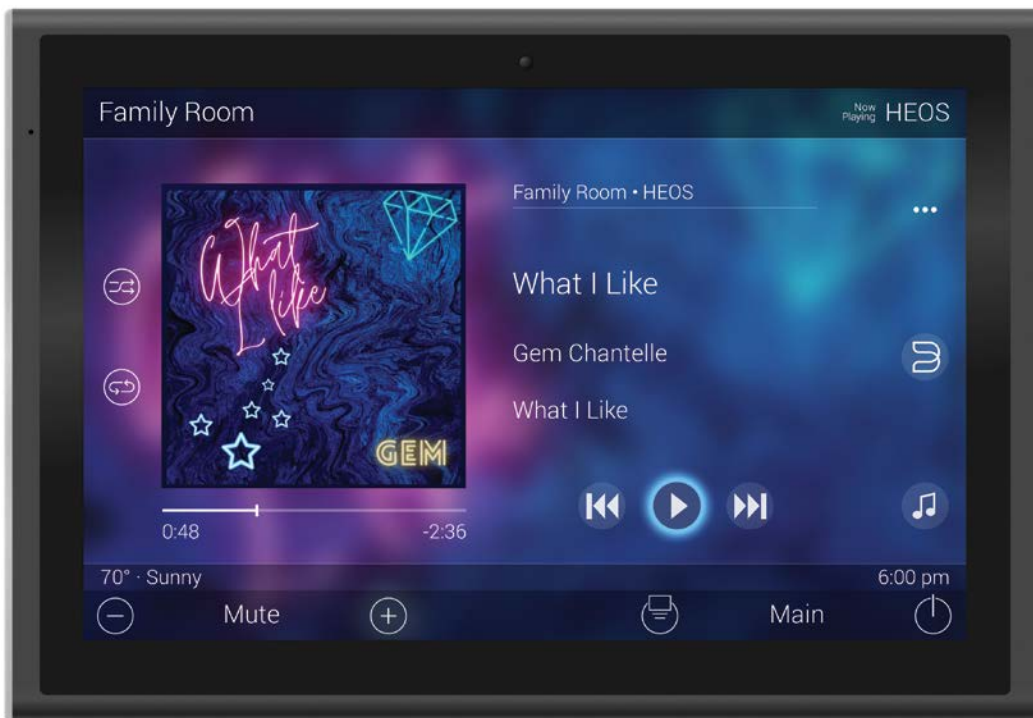 Family Room
Now Playing HEOS
Family Room • HEOS
What I Like
GEM
What I Like
Gem Chantelle
What I Like
0:48
-2:36
70° · Sunny
6:00 pm
Mute
Main